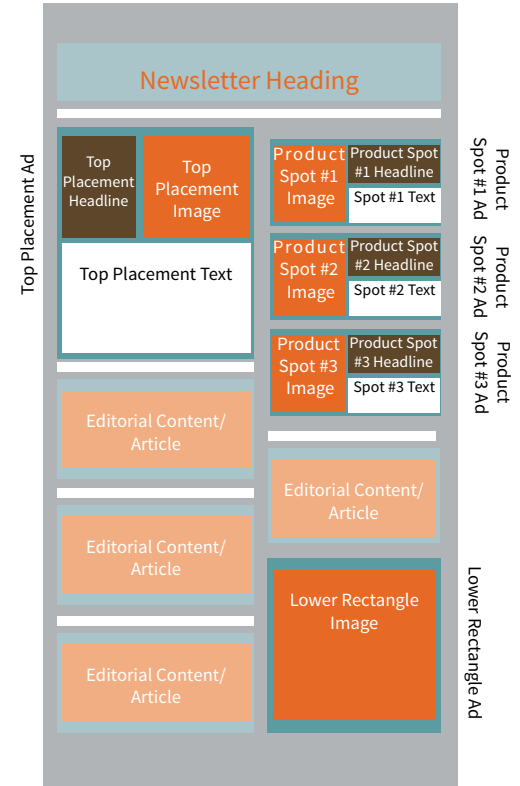 Newsletter Heading
Top Placement Ad
Top
Placement
Headline
Top
Placement
Image
Top Placement Text
Product
Spot #1
Image
Product Spot
#1 Headline
Spot #1 Text
Product
Spot #1 Ad
Product
Spot #2
Image
Product Spot
#2 Headline
Spot #2 Text
Product
Spot #2 Ad
Product
Spot #3
Image
Product Spot
#3 Headline
Spot #3 Text
Product
Spot #3 Ad
Editorial Content/
Article
Editorial Content/
Article
Editorial Content/
Article
Editorial Content/
Article
Lower Rectangle
Image
Lower Rectangle Ad